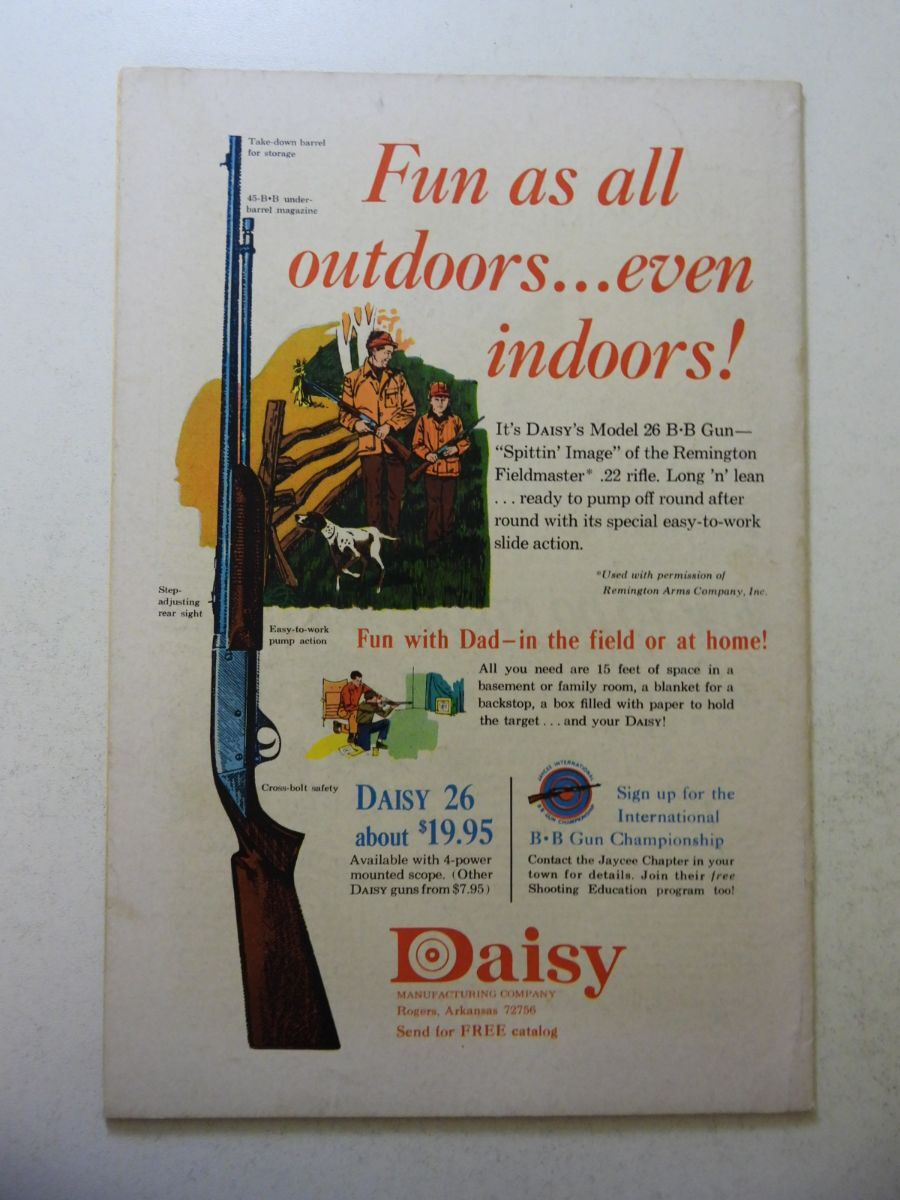 Take-down barrel
for storage
45-B•B under-
barrel magazine
Fun as all
outdoors...even
indoors!
It's DAISY'S Model 26 B•B Gun—
"Spittin' Image" of the Remington
Fieldmaster* .22 rifle. Long 'n' lean
... ready to pump off round after
round with its special easy-to-work
slide action.
*Used with permission of
Remington Arms Company, Inc.
Step-
adjusting
rear sight
Easy-to-work
pump action
Fun with Dad—in the field or at home!
All you need are 15 feet of space in a
basement or family room, a blanket for a
backstop, a box filled with paper to hold
the target ... and your DAISY!
Cross-bolt safety
DAISY 26
about $19.95
Available with 4-power
mounted scope. (Other
DAISY guns from $7.95)
JAYCEE INTERNATIONAL
B•B GUN CHAMPIONSHIP
Sign up for the
International
B•B Gun Championship
Contact the Jaycee Chapter in your
town for details. Join their free
Shooting Education program too!
Daisy
MANUFACTURING COMPANY
Rogers, Arkansas 72756
Send for FREE catalog